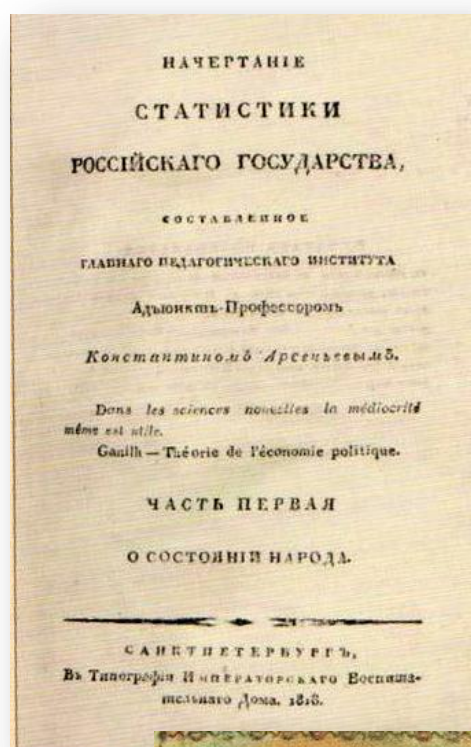 НАЧЕРТАНІЕ
СТАТИСТИКИ
РОССІЙСКАГО ГОСУДАРСТВА,
СОСТАВЛЕННОЕ
ГЛАВНАГО ПЕДАГОГИЧЕСКАГО ИНСТИТУТА
Адъюнктъ-Профессоромъ
Константиномъ Арсеньевымъ.
Dans les sciences nouvelles la médiocrité
même est utile.
Ganilh — Théorie de l'économie politique.
ЧАСТЬ ПЕРВАЯ
О СОСТОЯНІЙ НАРОДА.
САНКТПЕТЕРБУРГЪ,
Въ Типографіи ИМПЕРАТОРСКАГО Воспита-
тельнаго Дома. 1818.